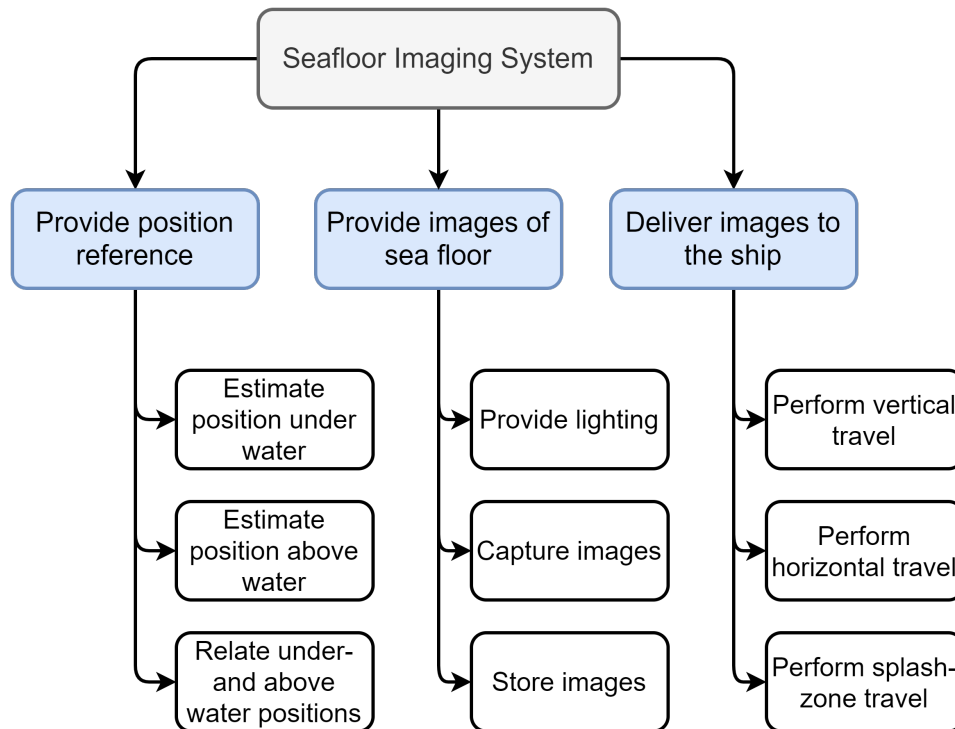 Seafloor Imaging System
Provide position
reference
Provide images of
sea floor
Deliver images to
the ship
Estimate
position under
water
Provide lighting
Perform vertical
travel
Estimate
position above
water
Capture images
Perform
horizontal travel
Relate under-
and above
water positions
Store images
Perform splash-
zone travel